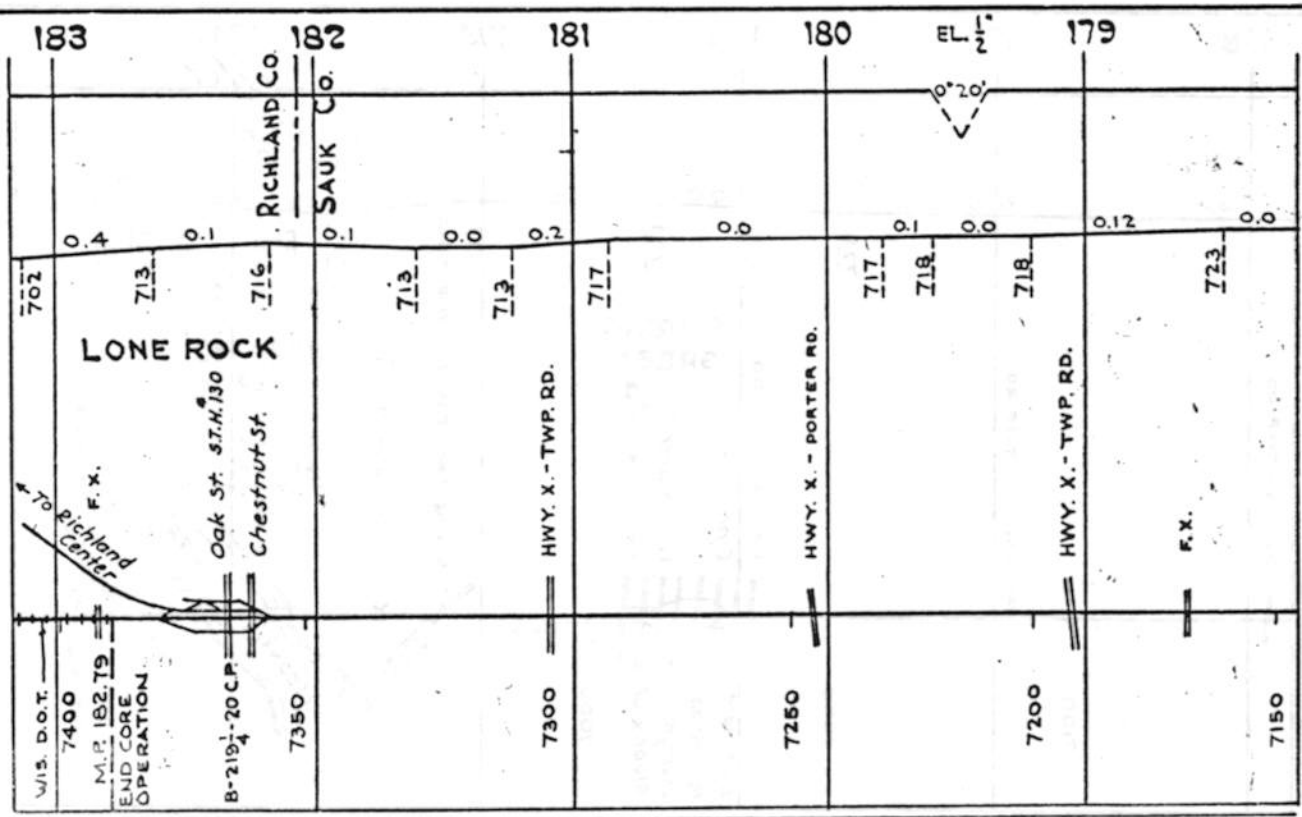 183
182
181
180
EL. 1/2"
179
RICHLAND CO.
SAUK CO.
0°20'
0.4
0.1
0.1
0.0
0.2
0.0
0.1
0.0
0.12
0.0
702
713
716
713
713
717
717
718
718
723
LONE ROCK
To Richland
Center
F. X.
Oak St. S.T.H.#130
Chestnut St.
HWY. X. - TWP. RD.
HWY. X. - PORTER RD.
HWY. X. - TWP. RD.
F. X.
WIS. D.O.T.
7400
M.P. 182.79
END CORE
OPERATION
B-219 1/4 -20 C.P.
7350
7300
7250
7200
7150